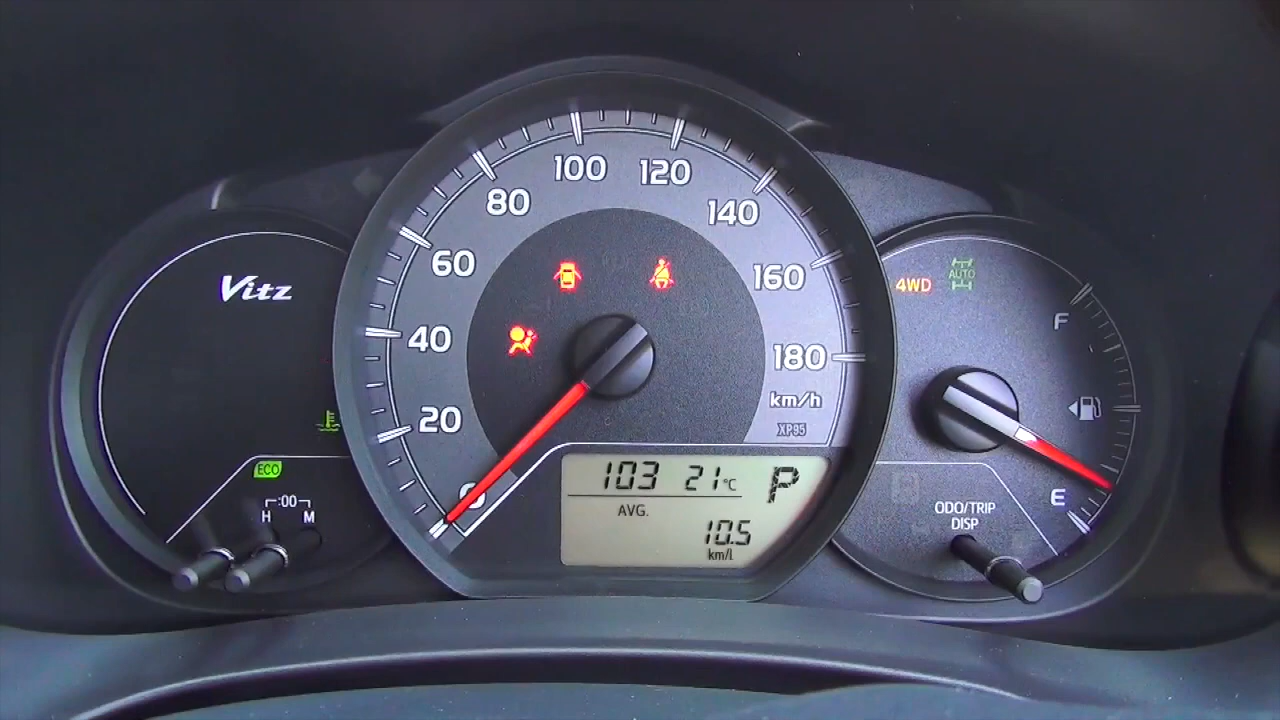 Vitz
ECO
:00
H M
0
20
40
60
80
100
120
140
160
180
km/h
XP95
103 21°C P
AVG.
10.5
km/L
4WD
AUTO
F
E
ODO/TRIP
DISP